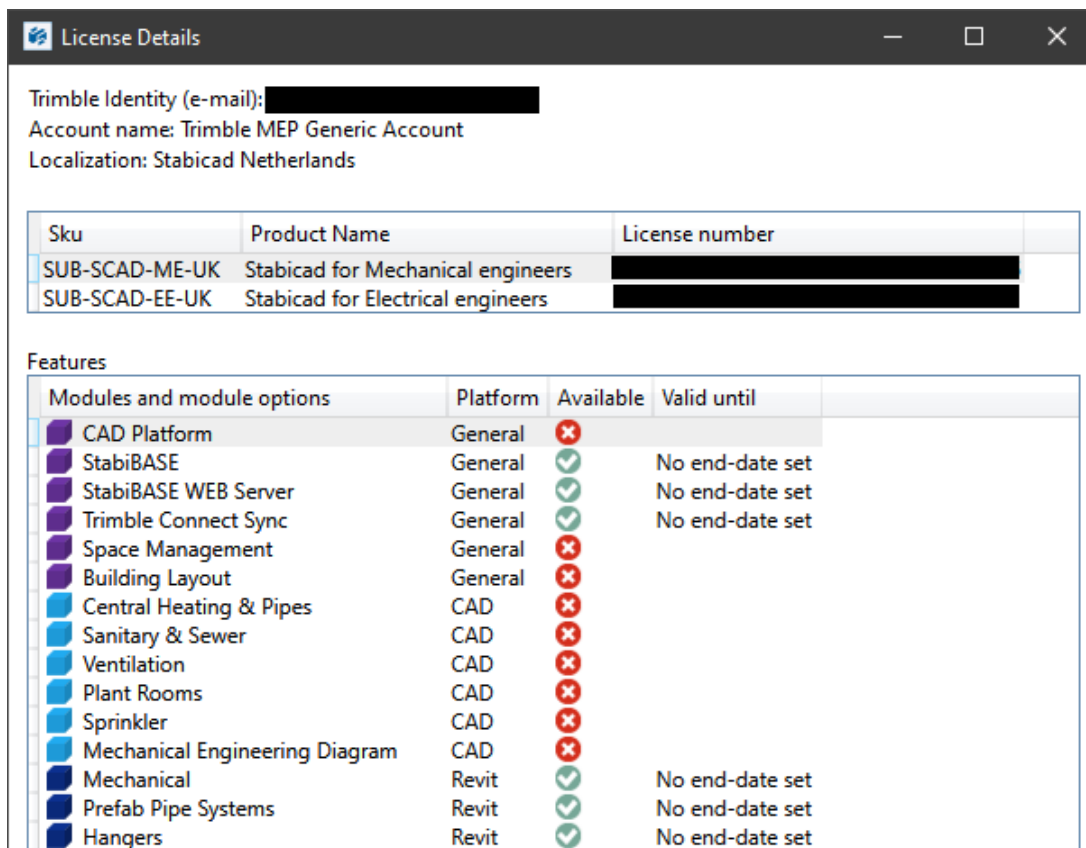 License Details
Trimble Identity (e-mail):
Account name: Trimble MEP Generic Account
Localization: Stabicad Netherlands
Sku Product Name License number
SUB-SCAD-ME-UK Stabicad for Mechanical engineers
SUB-SCAD-EE-UK Stabicad for Electrical engineers
Features
Modules and module options Platform Available Valid until
CAD Platform General
StabiBASE General No end-date set
StabiBASE WEB Server General No end-date set
Trimble Connect Sync General No end-date set
Space Management General
Building Layout General
Central Heating & Pipes CAD
Sanitary & Sewer CAD
Ventilation CAD
Plant Rooms CAD
Sprinkler CAD
Mechanical Engineering Diagram CAD
Mechanical Revit No end-date set
Prefab Pipe Systems Revit No end-date set
Hangers Revit No end-date set